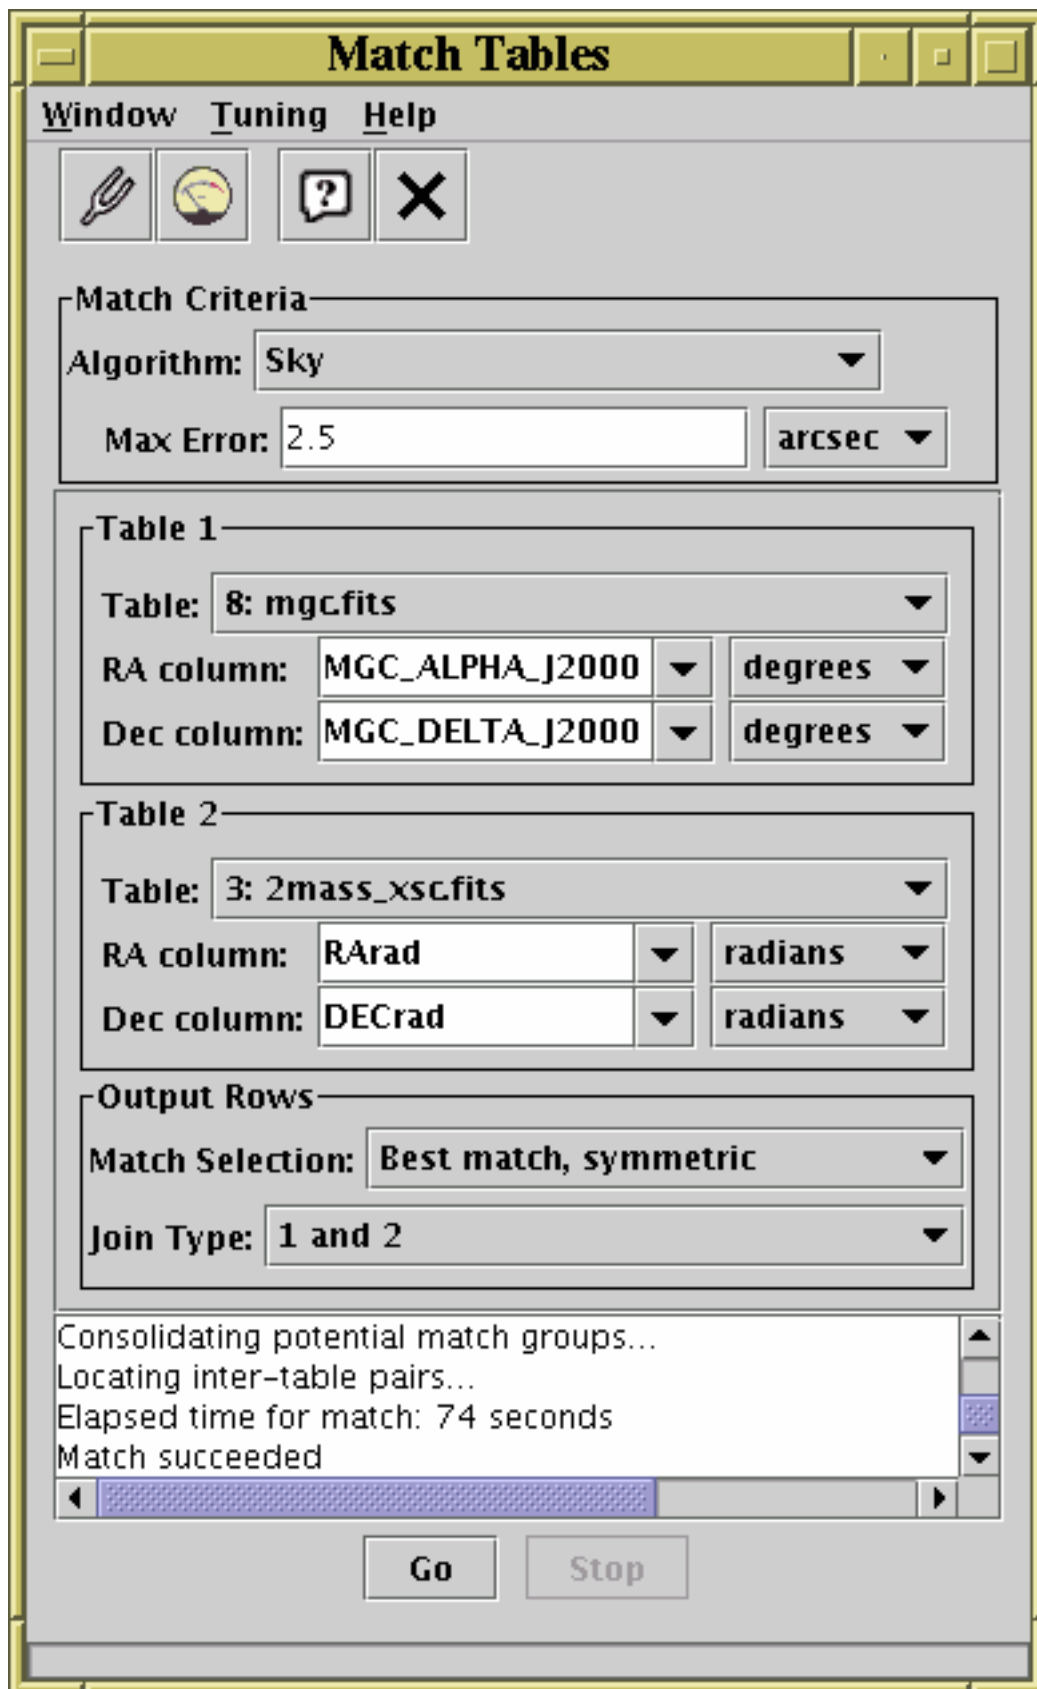 Match Tables
Window Tuning Help
Match Criteria
Algorithm: Sky
Max Error: 2.5 arcsec
Table 1
Table: 8: mgc.fits
RA column: MGC_ALPHA_J2000 degrees
Dec column: MGC_DELTA_J2000 degrees
Table 2
Table: 3: 2mass_xsc.fits
RA column: RArad radians
Dec column: DECrad radians
Output Rows
Match Selection: Best match, symmetric
Join Type: 1 and 2
Consolidating potential match groups...
Locating inter-table pairs...
Elapsed time for match: 74 seconds
Match succeeded
Go Stop